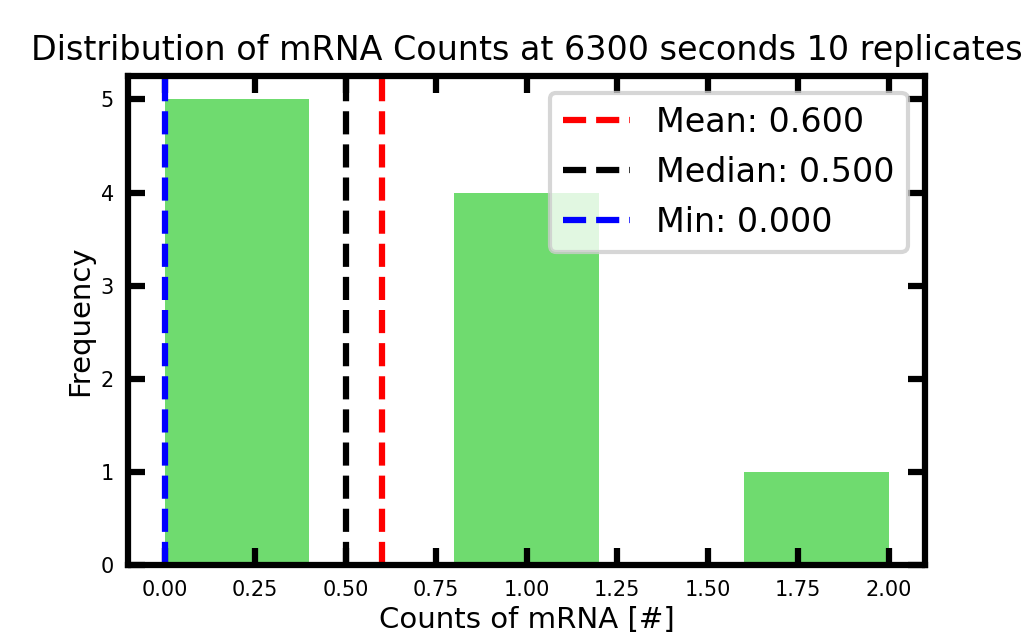 Distribution of mRNA Counts at 6300 seconds 10 replicates
Mean: 0.600
Median: 0.500
Min: 0.000
Frequency
5
4
3
2
1
0
0.00 0.25 0.50 0.75 1.00 1.25 1.50 1.75 2.00
Counts of mRNA [#]